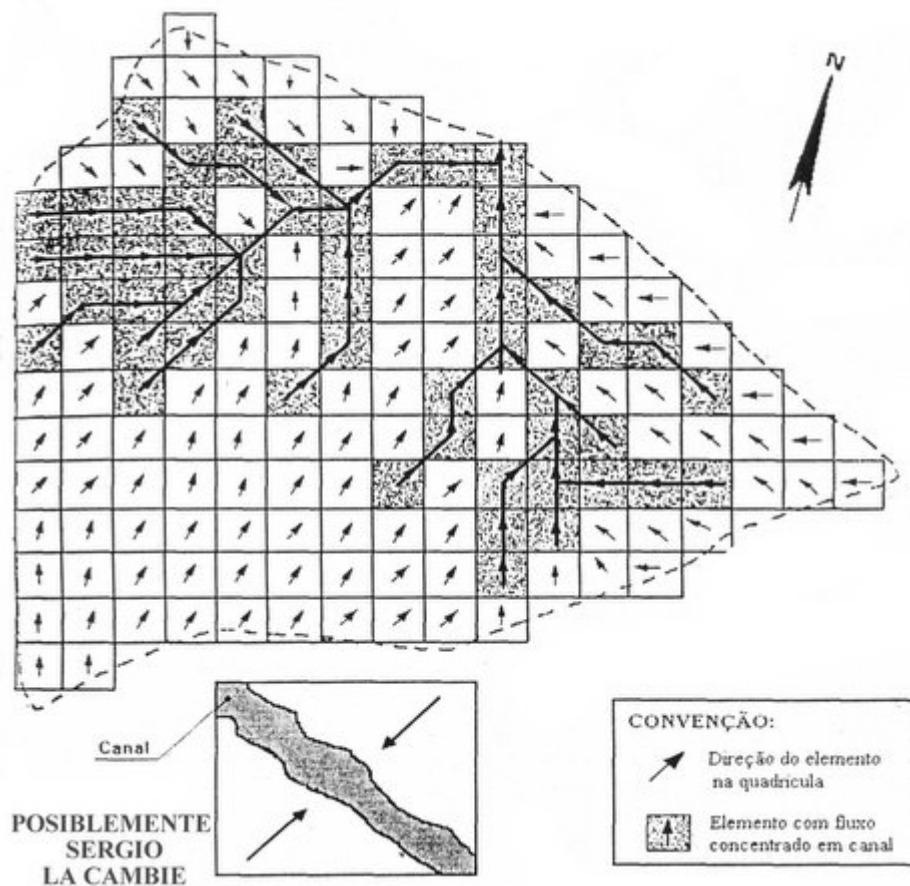 N
Canal
POSIBLEMENTE
SERGIO
LA CAMBIE
CONVENÇÃO:
Direção do elemento
na quadrícula
Elemento com fluxo
concentrado em canal